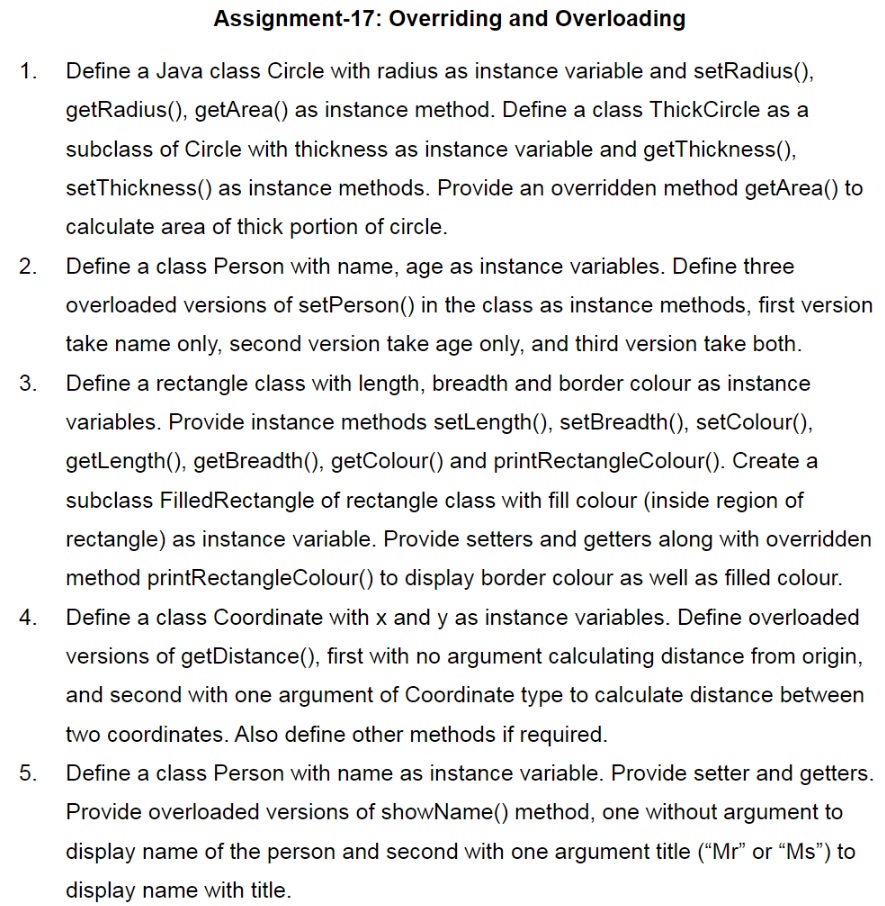 Assignment-17: Overriding and Overloading
1. Define a Java class Circle with radius as instance variable and setRadius(),
getRadius(), getArea() as instance method. Define a class ThickCircle as a
subclass of Circle with thickness as instance variable and getThickness(),
setThickness() as instance methods. Provide an overridden method getArea() to
calculate area of thick portion of circle.
2. Define a class Person with name, age as instance variables. Define three
overloaded versions of setPerson() in the class as instance methods, first version
take name only, second version take age only, and third version take both.
3. Define a rectangle class with length, breadth and border colour as instance
variables. Provide instance methods setLength(), setBreadth(), setColour(),
getLength(), getBreadth(), getColour() and printRectangleColour(). Create a
subclass FilledRectangle of rectangle class with fill colour (inside region of
rectangle) as instance variable. Provide setters and getters along with overridden
method printRectangleColour() to display border colour as well as filled colour.
4. Define a class Coordinate with x and y as instance variables. Define overloaded
versions of getDistance(), first with no argument calculating distance from origin,
and second with one argument of Coordinate type to calculate distance between
two coordinates. Also define other methods if required.
5. Define a class Person with name as instance variable. Provide setter and getters.
Provide overloaded versions of showName() method, one without argument to
display name of the person and second with one argument title (“Mr” or “Ms”) to
display name with title.